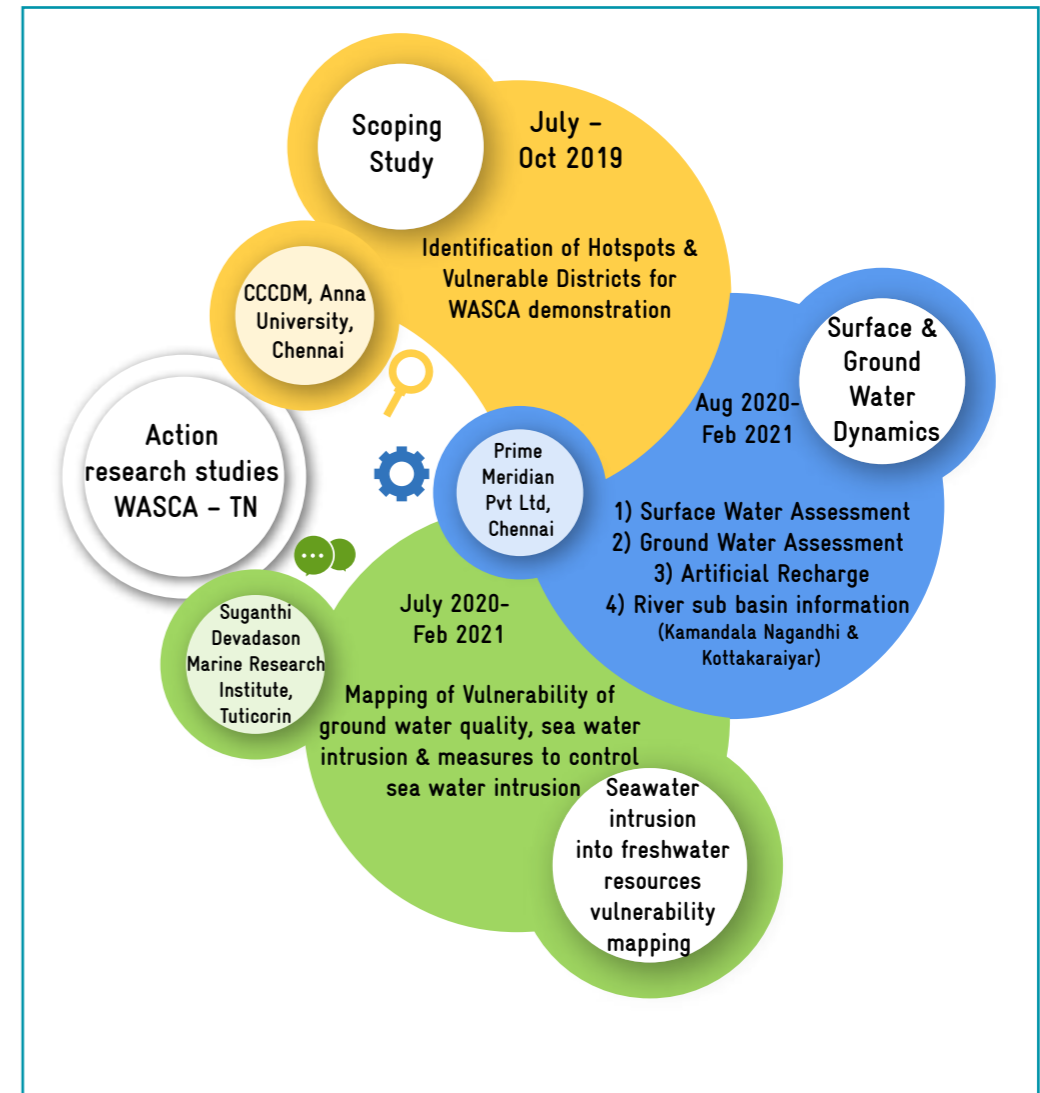 Scoping
Study
July –
Oct 2019
Identification of Hotspots &
Vulnerable Districts for
WASCA demonstration
CCCDM, Anna
University,
Chennai
Surface &
Ground
Water
Dynamics
Aug 2020-
Feb 2021
Action
research studies
WASCA – TN
Prime
Meridian
Pvt Ltd,
Chennai
1) Surface Water Assessment
2) Ground Water Assessment
3) Artificial Recharge
4) River sub basin information
(Kamandala Nagandhi &
Kottakaraiyar)
July 2020-
Feb 2021
Suganthi
Devadason
Marine Research
Institute,
Tuticorin
Mapping of Vulnerability of
ground water quality, sea water
intrusion & measures to control
sea water intrusion
Seawater
intrusion
into freshwater
resources
vulnerability
mapping